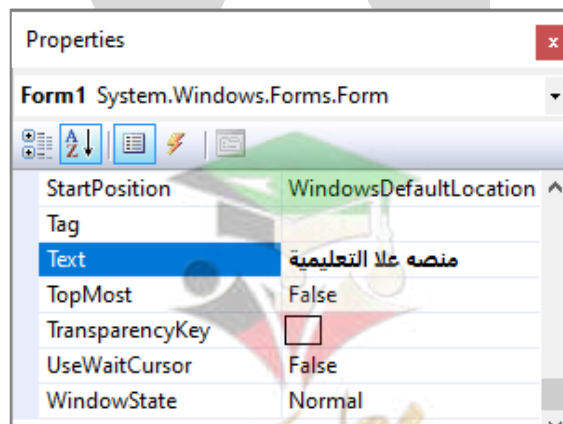 Properties
Form1 System.Windows.Forms.Form
StartPosition WindowsDefaultLocation
Tag
Text منصه علا التعليمية
TopMost False
TransparencyKey
UseWaitCursor False
WindowState Normal